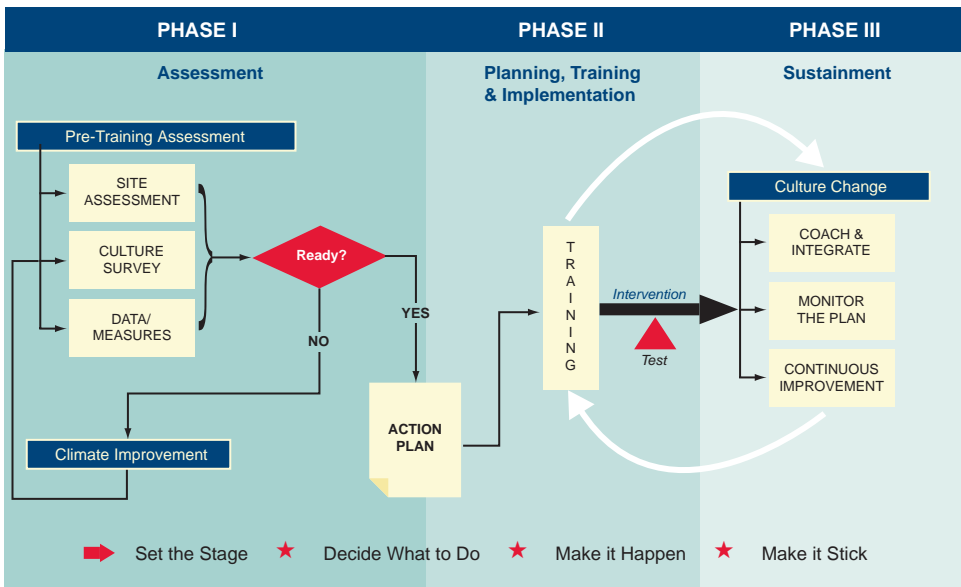 PHASE I
PHASE II
PHASE III
Assessment
Planning, Training
& Implementation
Sustainment
Pre-Training Assessment
SITE
ASSESSMENT
CULTURE
SURVEY
DATA/
MEASURES
Ready?
NO
YES
Climate Improvement
ACTION
PLAN
T
R
A
I
N
I
N
G
Intervention
Test
Culture Change
COACH &
INTEGRATE
MONITOR
THE PLAN
CONTINUOUS
IMPROVEMENT
Set the Stage
Decide What to Do
Make it Happen
Make it Stick